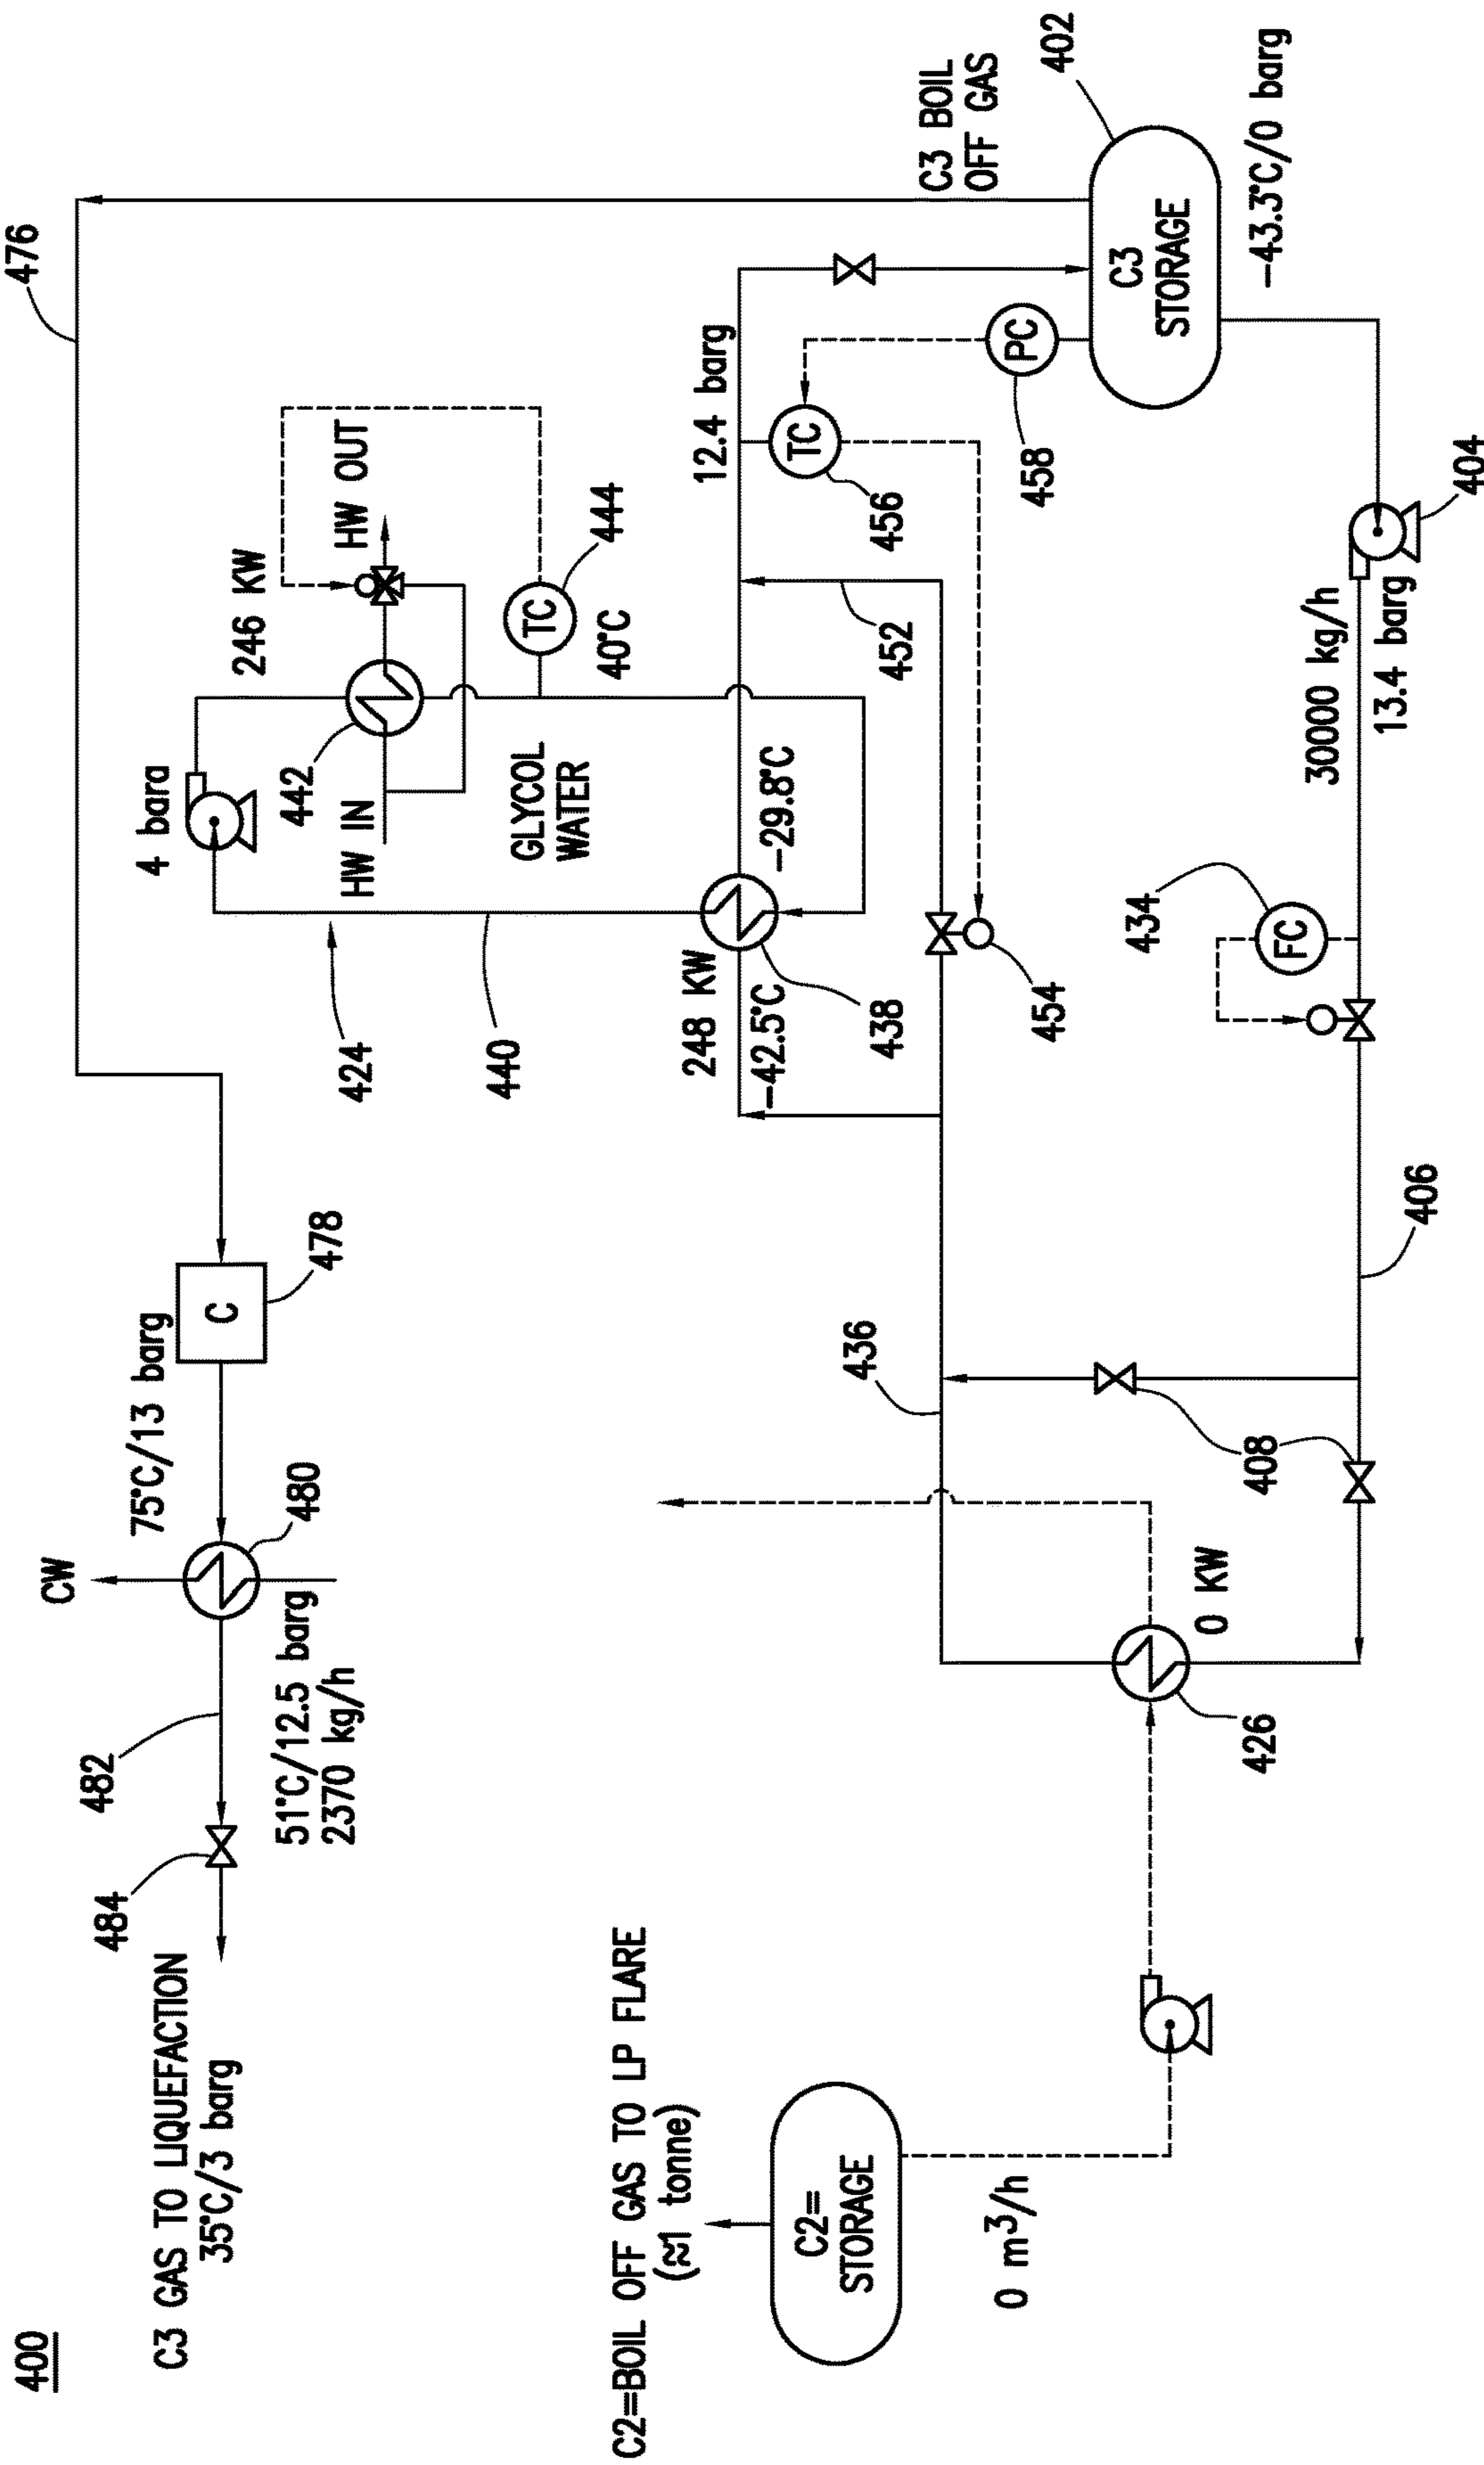 400
C3 GAS TO LIQUEFACTION
35°C/3 barg
484
482
51°C/12.5 barg
2370 kg/h
CW
480
75°C/13 barg
C
478
476
424
440
4 bara
442
HW IN
246 KW
HW OUT
GLYCOL
WATER
TC
40°C
444
248 KW
-42.5°C
438
-29.8°C
12.4 barg
452
TC
456
PC
458
454
C3 BOIL
OFF GAS
402
C3
STORAGE
-43.3°C/0 barg
404
30000 kg/h
13.4 barg
434
FC
406
436
408
0 KW
426
C2=BOIL OFF GAS TO LP FLARE
(≈1 tonne)
C2=
STORAGE
0 m³/h